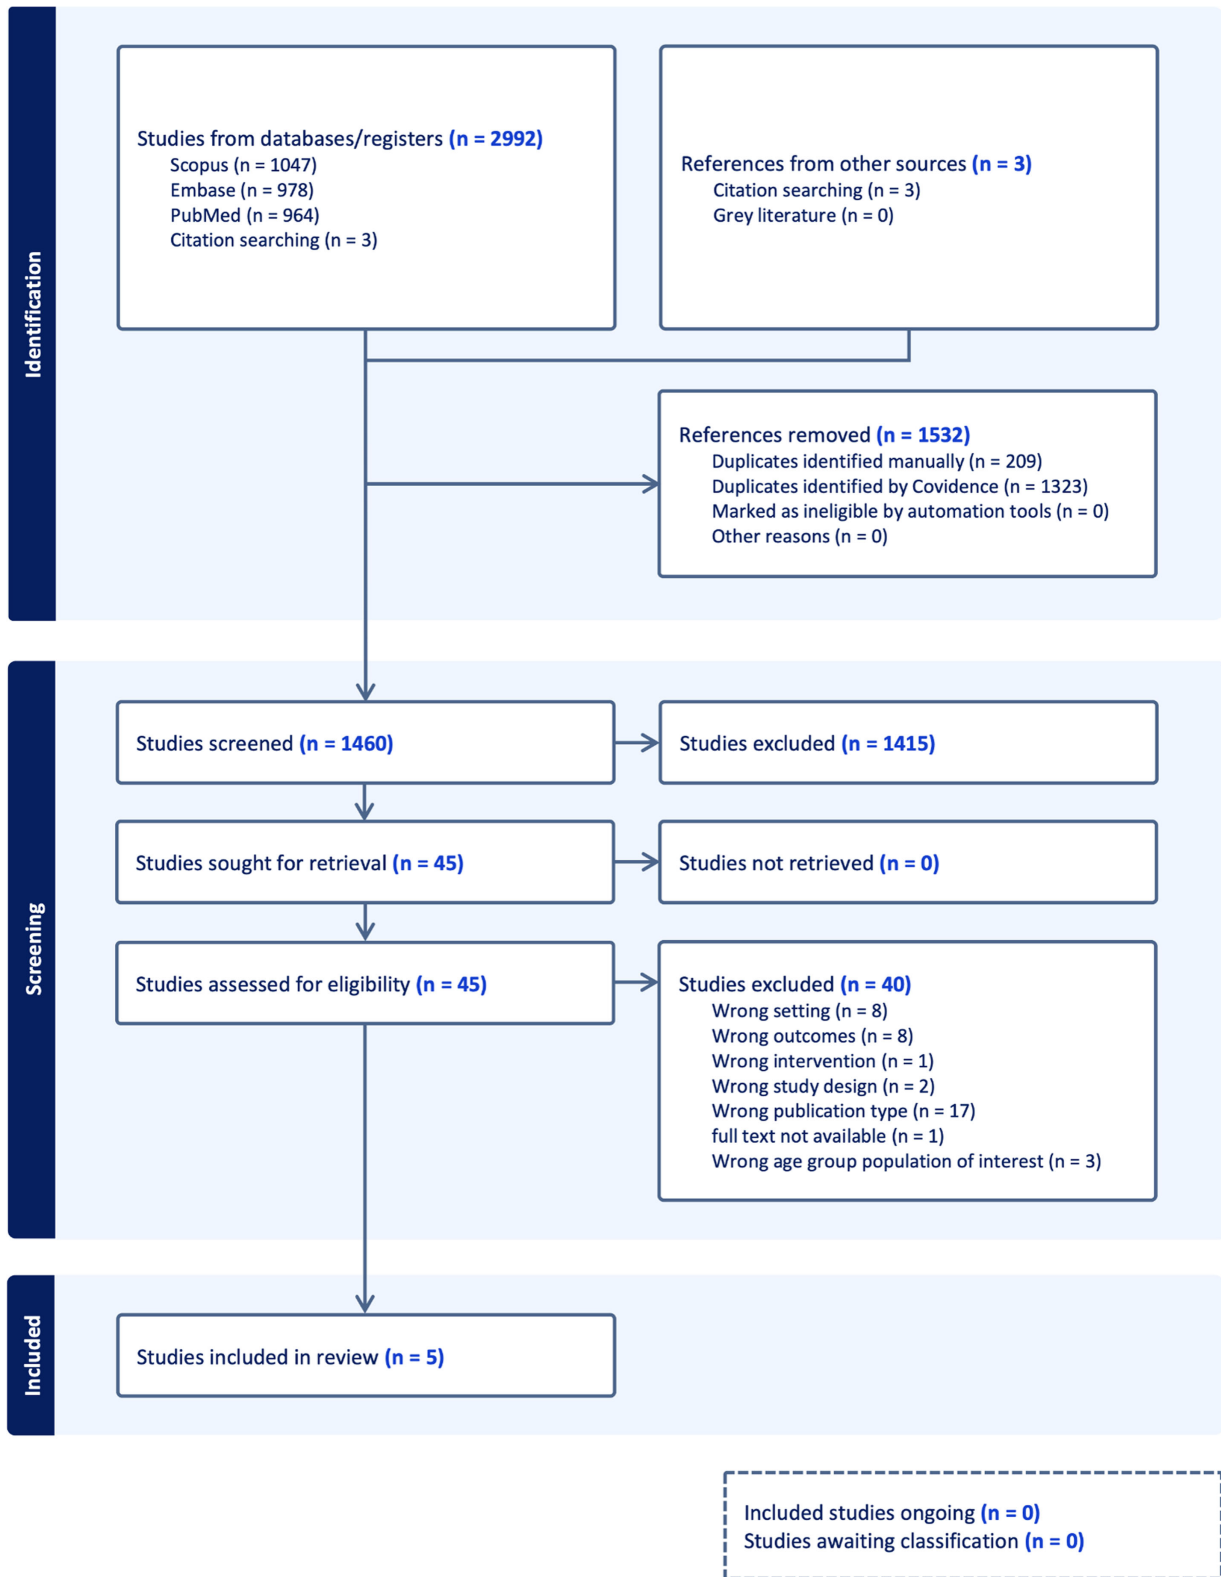 Identification
Studies from databases/registers (n = 2992)
Scopus (n = 1047)
Embase (n = 978)
PubMed (n = 964)
Citation searching (n = 3)
References from other sources (n = 3)
Citation searching (n = 3)
Grey literature (n = 0)
References removed (n = 1532)
Duplicates identified manually (n = 209)
Duplicates identified by Covidence (n = 1323)
Marked as ineligible by automation tools (n = 0)
Other reasons (n = 0)
Screening
Studies screened (n = 1460)
Studies excluded (n = 1415)
Studies sought for retrieval (n = 45)
Studies not retrieved (n = 0)
Studies assessed for eligibility (n = 45)
Studies excluded (n = 40)
Wrong setting (n = 8)
Wrong outcomes (n = 8)
Wrong intervention (n = 1)
Wrong study design (n = 2)
Wrong publication type (n = 17)
full text not available (n = 1)
Wrong age group population of interest (n = 3)
Included
Studies included in review (n = 5)
Included studies ongoing (n = 0)
Studies awaiting classification (n = 0)